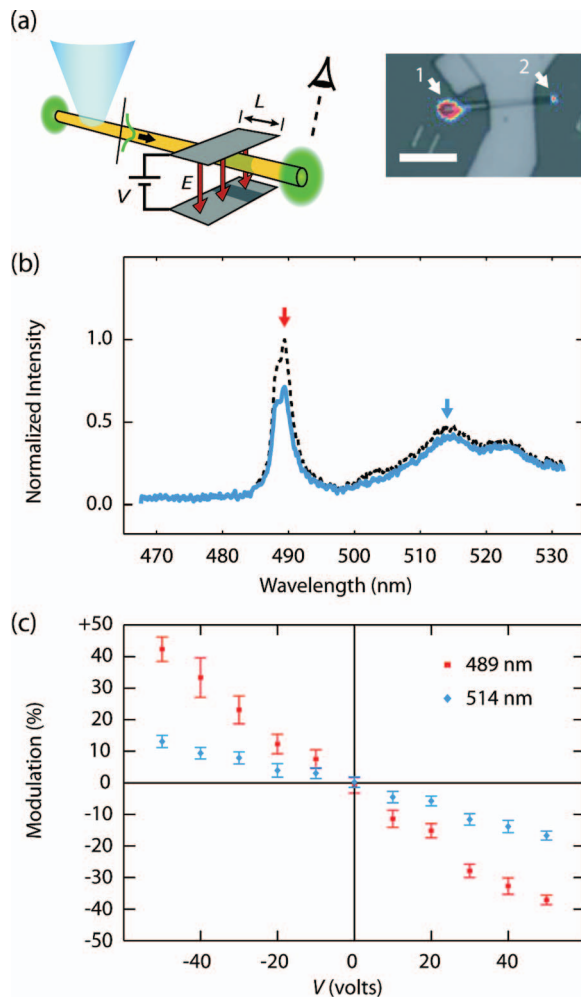 (a)
L
V
E
1
2
(b)
Normalized Intensity
1.0
0.5
0.0
470 480 490 500 510 520 530
Wavelength (nm)
(c)
Modulation (%)
+50
40
30
20
10
0
-10
-20
-30
-40
-50
489 nm
514 nm
-40 -20 0 20 40
V (volts)